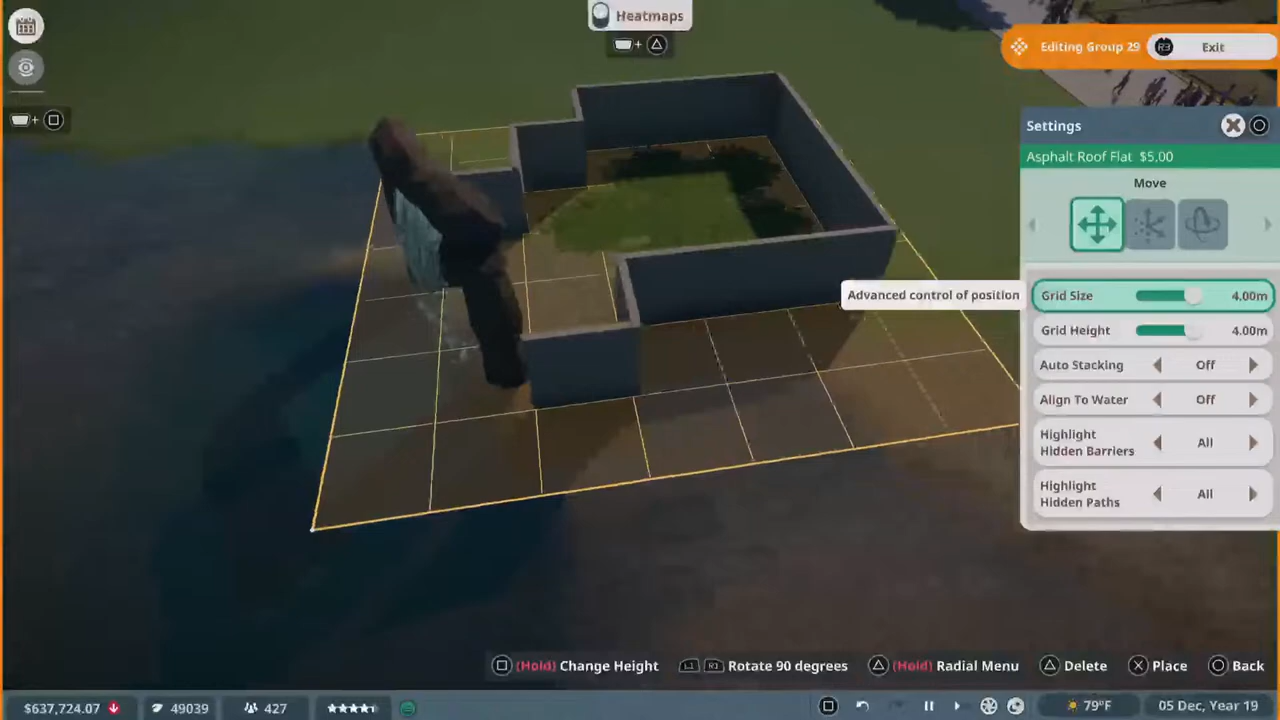 Heatmaps
+
Editing Group 29
R3
Exit
+
Settings
Asphalt Roof Flat $5.00
Move
Advanced control of position
Grid Size 4.00m
Grid Height 4.00m
Auto Stacking Off
Align To Water Off
Highlight
Hidden Barriers All
Highlight
Hidden Paths All
(Hold) Change Height L1 R1 Rotate 90 degrees (Hold) Radial Menu Delete Place Back
$637,724.07 49039 427 79°F 05 Dec, Year 19